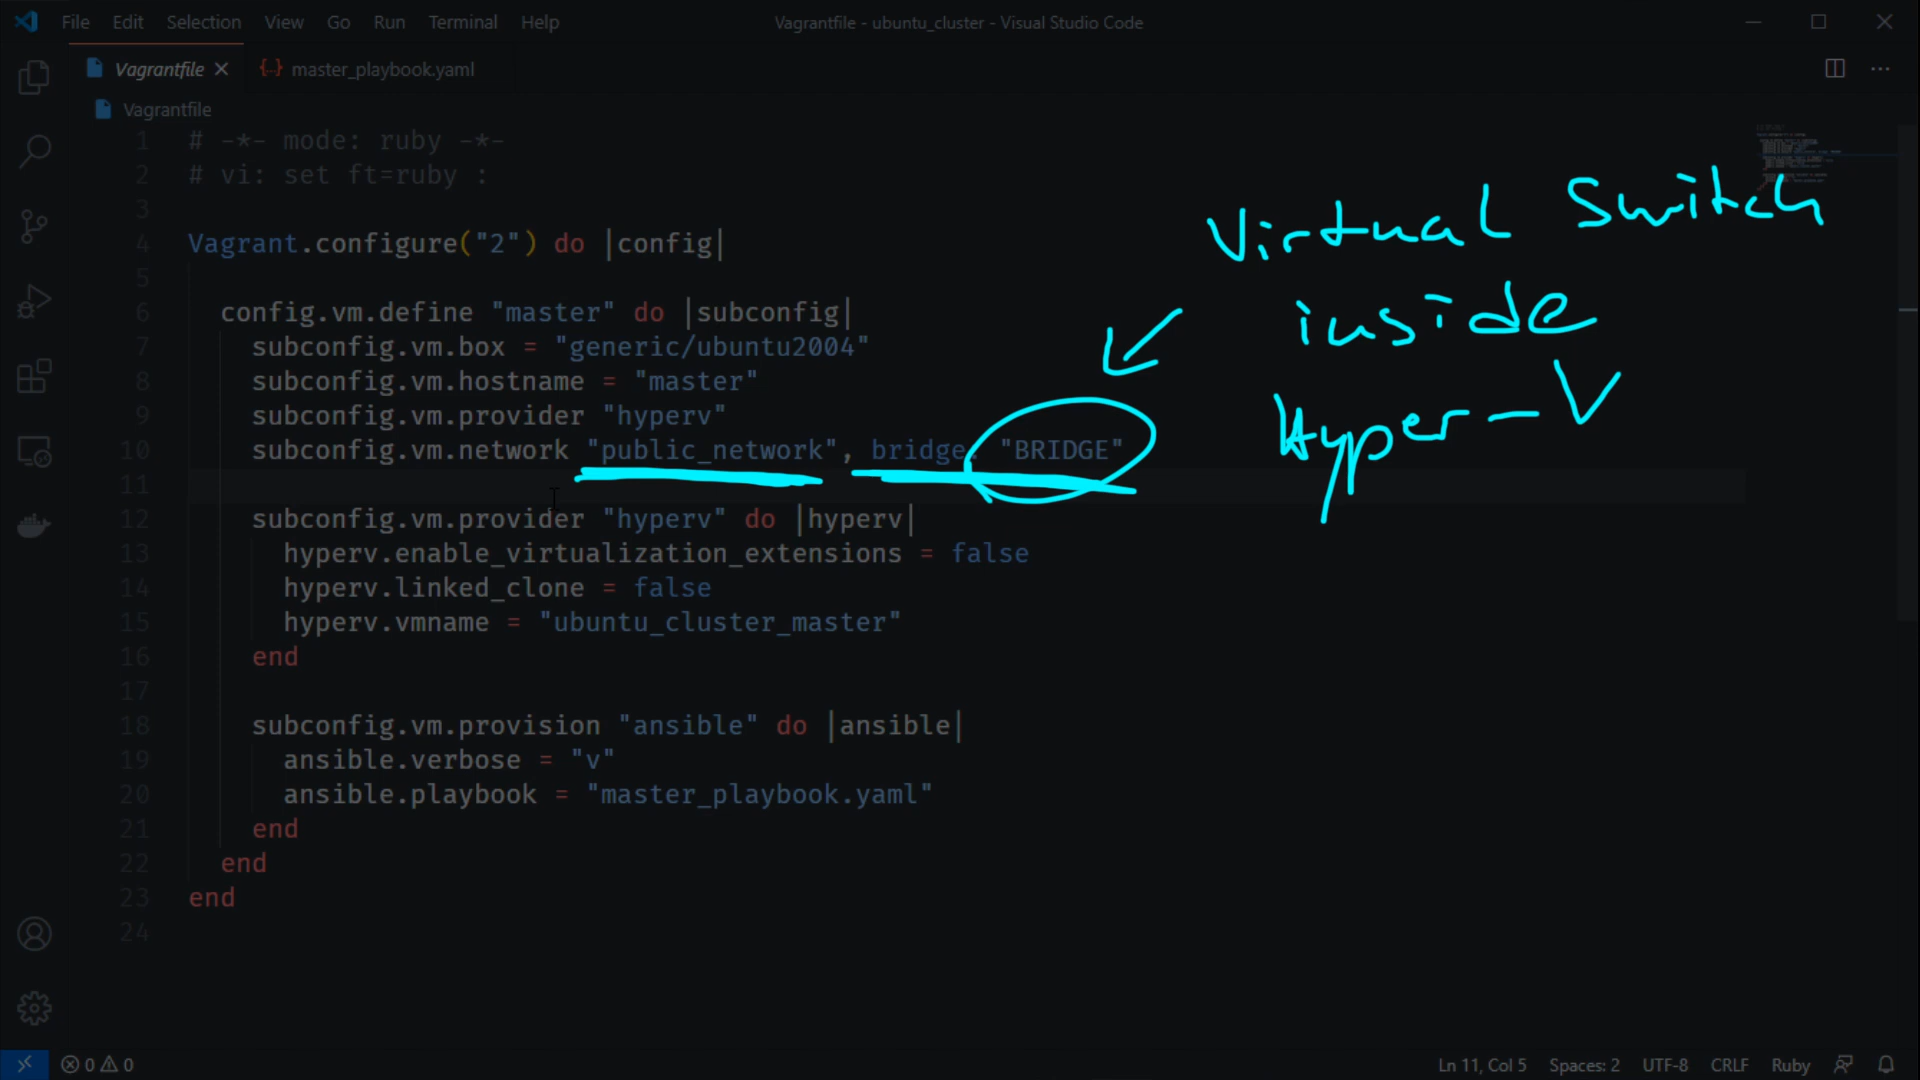 File Edit Selection View Go Run Terminal Help
Vagrantfile - ubuntu_cluster - Visual Studio Code
Vagrantfile
{..} master_playbook.yaml
Vagrantfile
1 # -*- mode: ruby -*-
2 # vi: set ft=ruby :
3
4 Vagrant.configure("2") do |config|
5
6 config.vm.define "master" do |subconfig|
7 subconfig.vm.box = "generic/ubuntu2004"
8 subconfig.vm.hostname = "master"
9 subconfig.vm.provider "hyperv"
10 subconfig.vm.network "public_network", bridge: "BRIDGE"
11
12 subconfig.vm.provider "hyperv" do |hyperv|
13 hyperv.enable_virtualization_extensions = false
14 hyperv.linked_clone = false
15 hyperv.vmname = "ubuntu_cluster_master"
16 end
17
18 subconfig.vm.provision "ansible" do |ansible|
19 ansible.verbose = "v"
20 ansible.playbook = "master_playbook.yaml"
21 end
22 end
23 end
24
Virtual Switch
inside
Hyper-V
0 0
Ln 11, Col 5 Spaces: 2 UTF-8 CRLF Ruby